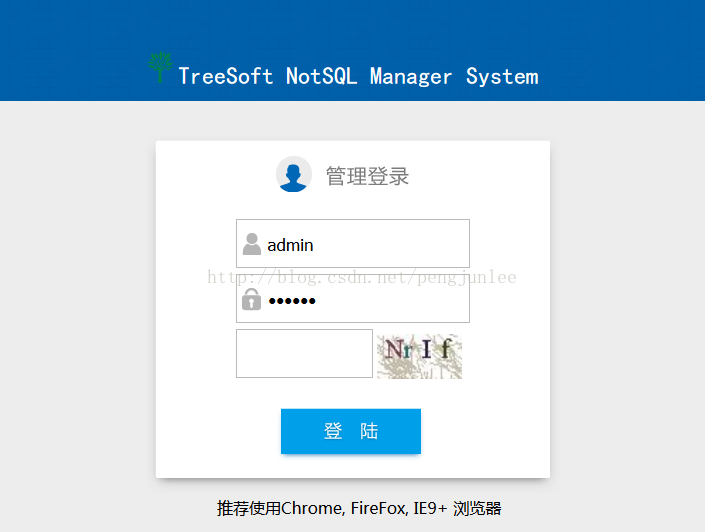 TreeSoft NotSQL Manager System
管理登录
admin
http://blog.csdn.net/pengjunlee
••••••
NrIf
登 陆
推荐使用Chrome, FireFox, IE9+ 浏览器